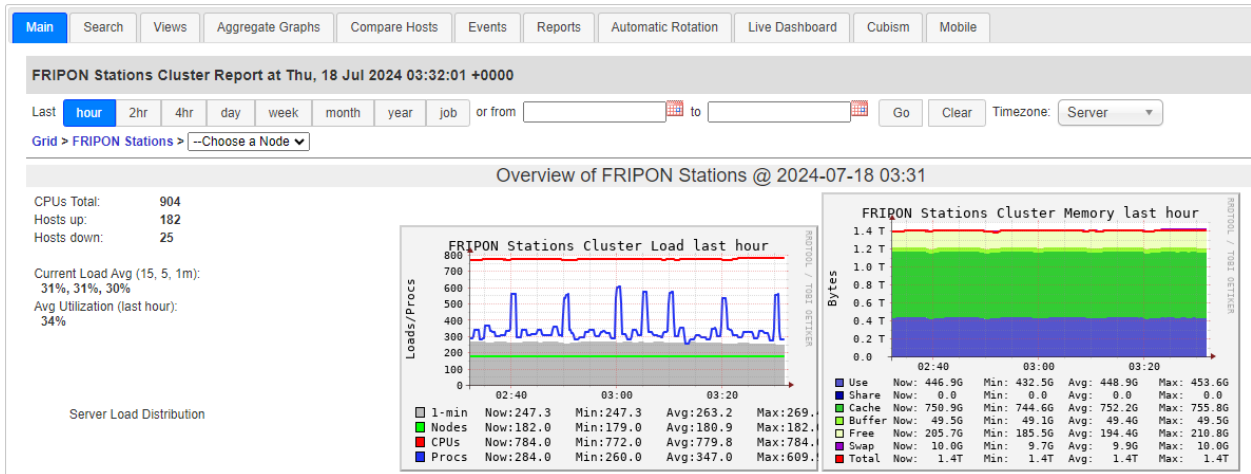 Main Search Views Aggregate Graphs Compare Hosts Events Reports Automatic Rotation Live Dashboard Cubism Mobile
FRIPON Stations Cluster Report at Thu, 18 Jul 2024 03:32:01 +0000
Last hour 2hr 4hr day week month year job or from to Go Clear Timezone: Server
Grid > FRIPON Stations > --Choose a Node
Overview of FRIPON Stations @ 2024-07-18 03:31
CPUs Total: 904
Hosts up: 182
Hosts down: 25
Current Load Avg (15, 5, 1m):
31%, 31%, 30%
Avg Utilization (last hour):
34%
Server Load Distribution
FRIPON Stations Cluster Load last hour
RRDTOOL / TOBI OETIKER
Loads/Procs
800
700
600
500
400
300
200
100
0
02:40 03:00 03:20
1-min Now:247.3 Min:247.3 Avg:263.2 Max:269.
Nodes Now:182.0 Min:179.0 Avg:180.9 Max:182.
CPUs Now:784.0 Min:772.0 Avg:779.8 Max:784.
Procs Now:284.0 Min:260.0 Avg:347.0 Max:609.
FRIPON Stations Cluster Memory last hour
RRDTOOL / TOBI OETIKER
Bytes
1.4 T
1.2 T
1.0 T
0.8 T
0.6 T
0.4 T
0.2 T
0.0
02:40 03:00 03:20
Use Now: 446.9G Min: 432.5G Avg: 448.9G Max: 453.6G
Share Now: 0.0 Min: 0.0 Avg: 0.0 Max: 0.0
Cache Now: 750.9G Min: 744.6G Avg: 752.2G Max: 755.8G
Buffer Now: 49.5G Min: 49.1G Avg: 49.4G Max: 49.5G
Free Now: 205.7G Min: 185.5G Avg: 194.4G Max: 210.8G
Swap Now: 10.0G Min: 9.7G Avg: 9.9G Max: 10.0G
Total Now: 1.4T Min: 1.4T Avg: 1.4T Max: 1.4T